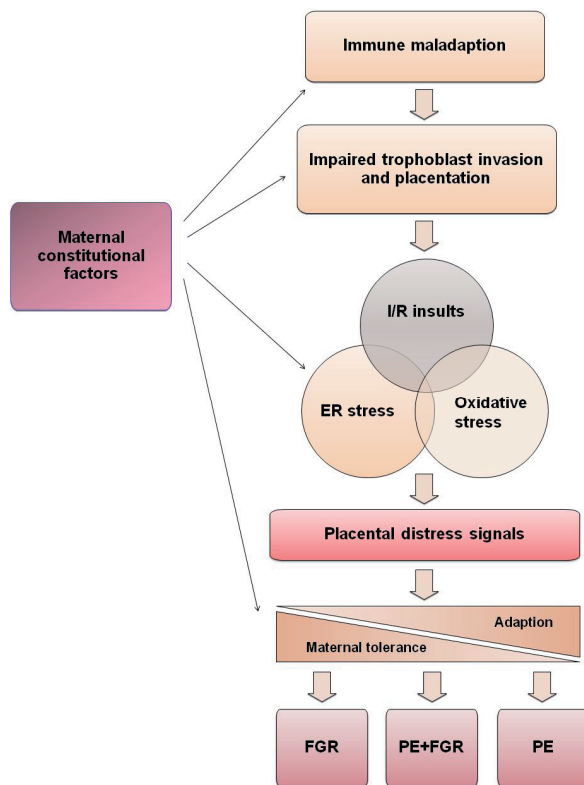 Immune maladaption
Impaired trophoblast invasion
and placentation
Maternal
constitutional
factors
I/R insults
ER stress
Oxidative
stress
Placental distress signals
Adaption
Maternal tolerance
FGR
PE+FGR
PE